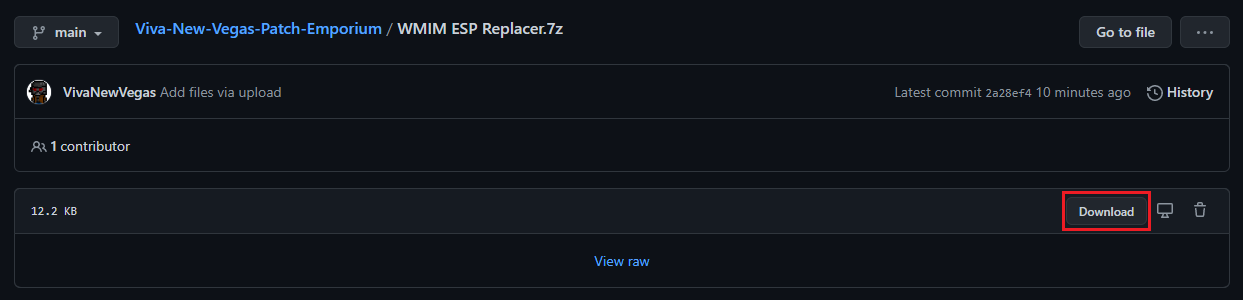 main Viva-New-Vegas-Patch-Emporium / WMIM ESP Replacer.7z Go to file ...
VivaNewVegas Add files via upload Latest commit 2a28ef4 10 minutes ago History
1 contributor
12.2 KB Download
View raw